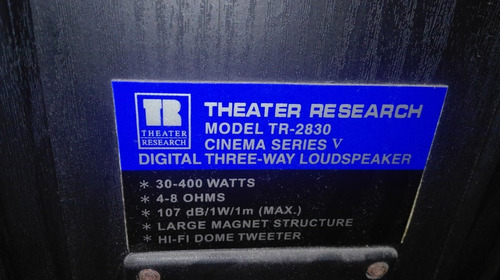 TR
THEATER
RESEARCH
THEATER RESEARCH
MODEL TR-2830
CINEMA SERIES V
DIGITAL THREE-WAY LOUDSPEAKER
* 30-400 WATTS
* 4-8 OHMS
* 107 dB/1W/1m (MAX.)
* LARGE MAGNET STRUCTURE
* HI-FI DOME TWEETER